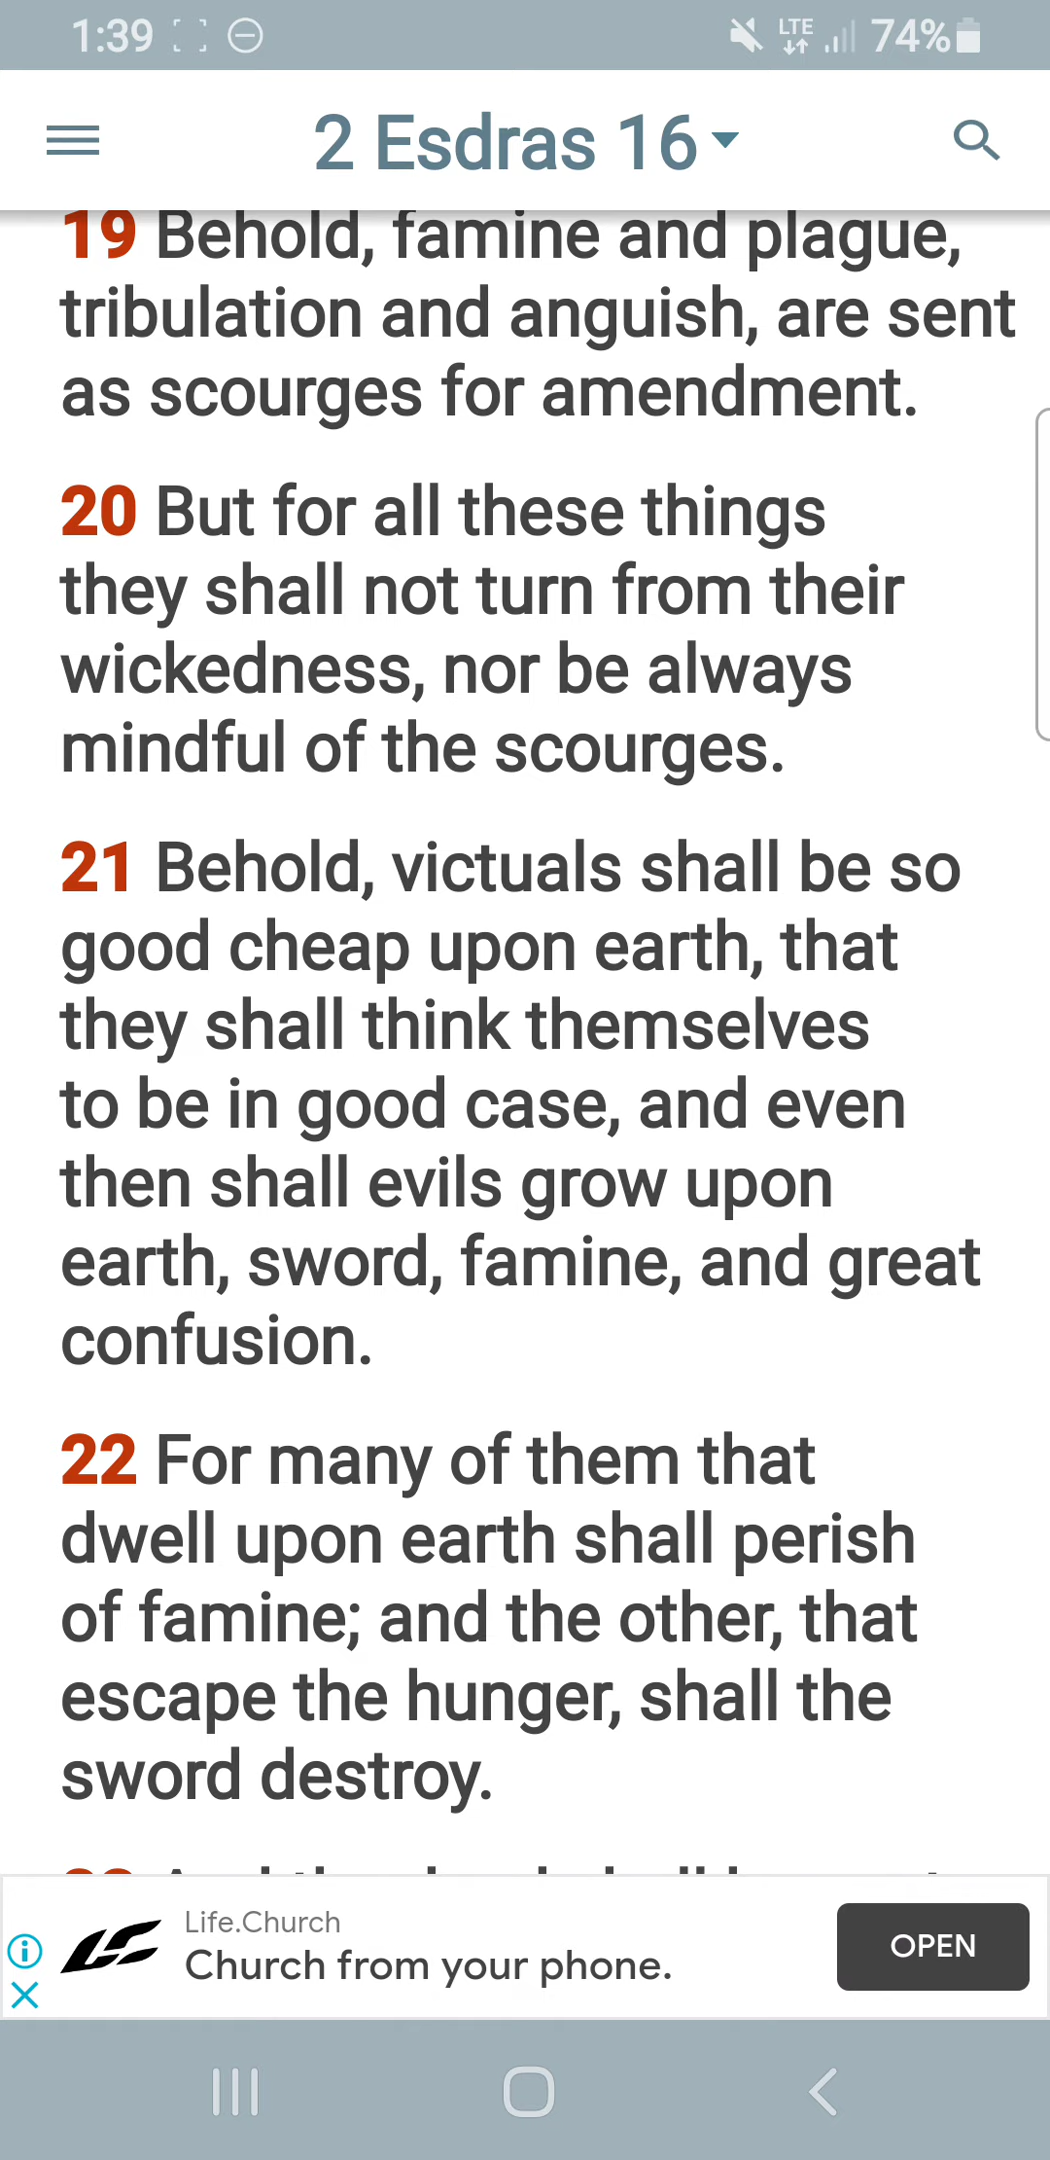 1:39 LTE 74%
2 Esdras 16
19 Behold, famine and plague,
tribulation and anguish, are sent
as scourges for amendment.
20 But for all these things
they shall not turn from their
wickedness, nor be always
mindful of the scourges.
21 Behold, victuals shall be so
good cheap upon earth, that
they shall think themselves
to be in good case, and even
then shall evils grow upon
earth, sword, famine, and great
confusion.
22 For many of them that
dwell upon earth shall perish
of famine; and the other, that
escape the hunger, shall the
sword destroy.
Life.Church
Church from your phone.
OPEN